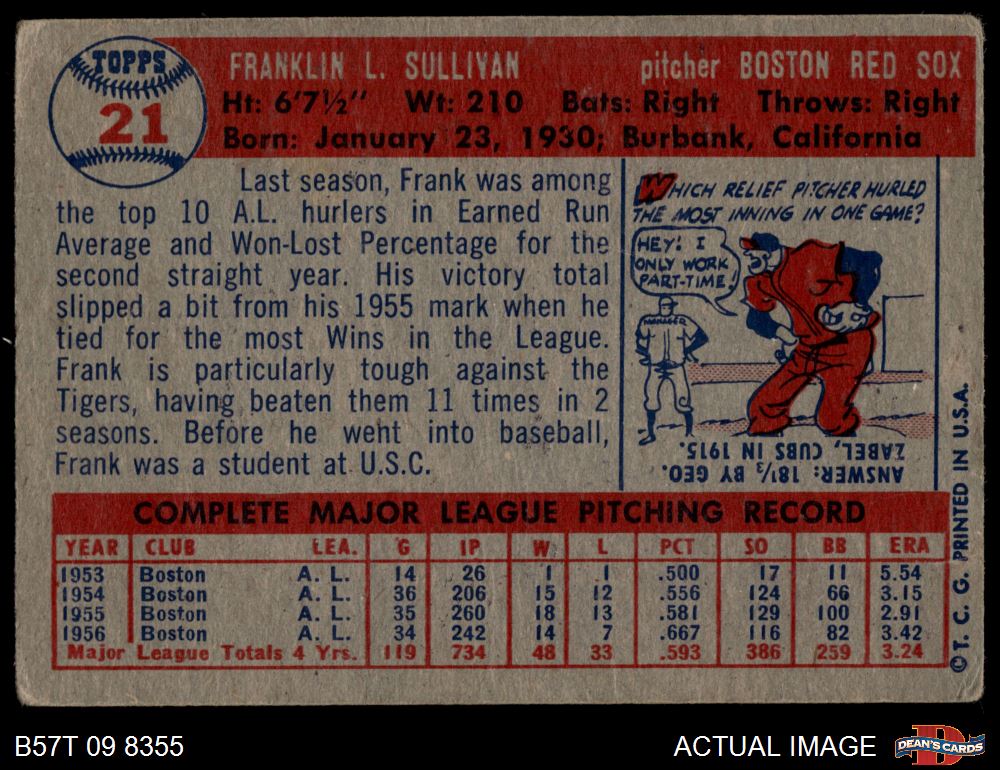 TOPPS
21
FRANKLIN L. SULLIVAN pitcher BOSTON RED SOX
Ht: 6'7½" Wt: 210 Bats: Right Throws: Right
Born: January 23, 1930; Burbank, California
Last season, Frank was among
the top 10 A.L. hurlers in Earned Run
Average and Won-Lost Percentage for the
second straight year. His victory total
slipped a bit from his 1955 mark when he
tied for the most Wins in the League.
Frank is particularly tough against the
Tigers, having beaten them 11 times in 2
seasons. Before he went into baseball,
Frank was a student at U.S.C.
WHICH RELIEF PITCHER HURLED
THE MOST INNING IN ONE GAME?
HEY! I
ONLY WORK
PART-TIME!
MANAGER
ANSWER: 18⅓ BY GEO.
ZABEL, CUBS IN 1915.
COMPLETE MAJOR LEAGUE PITCHING RECORD
YEAR CLUB LEA. G IP W L PCT SO BB ERA
1953 Boston A. L. 14 26 1 1 .500 17 11 5.54
1954 Boston A. L. 36 206 15 12 .556 124 66 3.15
1955 Boston A. L. 35 260 18 13 .581 129 100 2.91
1956 Boston A. L. 34 242 14 7 .667 116 82 3.42
Major League Totals 4 Yrs. 119 734 48 33 .593 386 259 3.24
© T. C. G. PRINTED IN U.S.A.
B57T 09 8355
ACTUAL IMAGE
DEAN'S CARDS